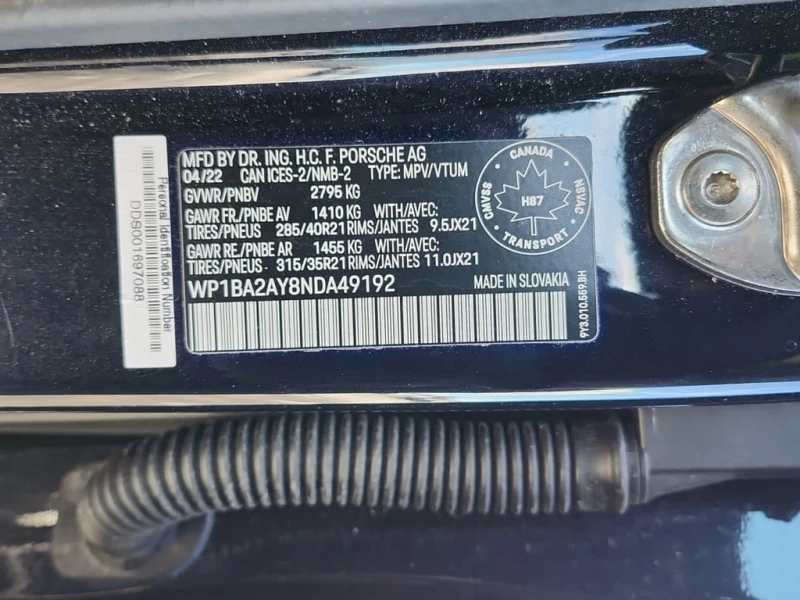 MFD BY DR. ING. H.C. F. PORSCHE AG
04/22 CAN ICES-2/NMB-2 TYPE: MPV/VTUM
GVWR/PNBV 2795 KG
GAWR FR/PNBE AV 1410 KG WITH/AVEC:
TIRES/PNEUS 285/40R21 RIMS/JANTES 9.5JX21
GAWR RE/PNBE AR 1455 KG WITH/AVEC:
TIRES/PNEUS 315/35R21 RIMS/JANTES 11.0JX21
WP1BA2AY8NDA49192 MADE IN SLOVAKIA
CANADA
CMVSS
NSVAC
H87
TRANSPORT
9Y3.010.559.BH
Personal Identification Number
DDS001697088